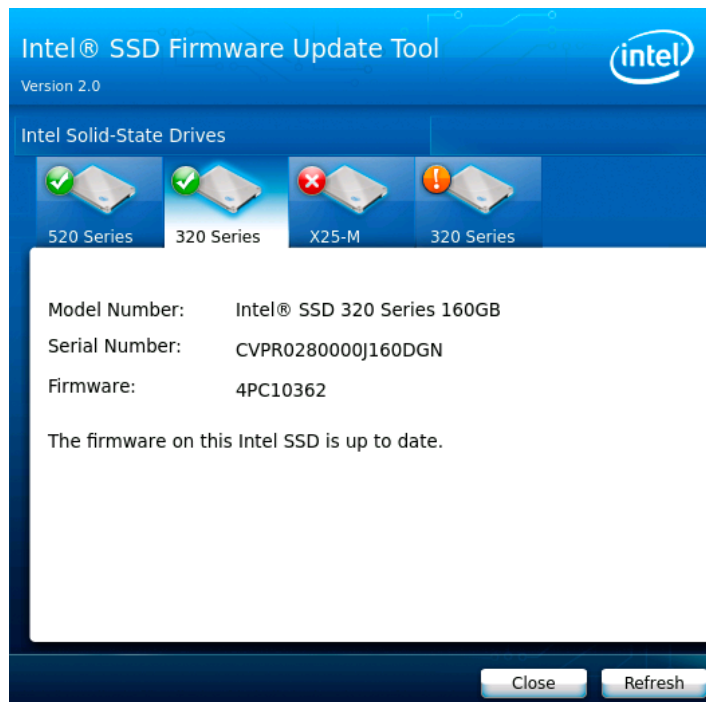 Intel® SSD Firmware Update Tool
Version 2.0
intel
Intel Solid-State Drives
520 Series 320 Series X25-M 320 Series
Model Number: Intel® SSD 320 Series 160GB
Serial Number: CVPR0280000J160DGN
Firmware: 4PC10362
The firmware on this Intel SSD is up to date.
Close Refresh